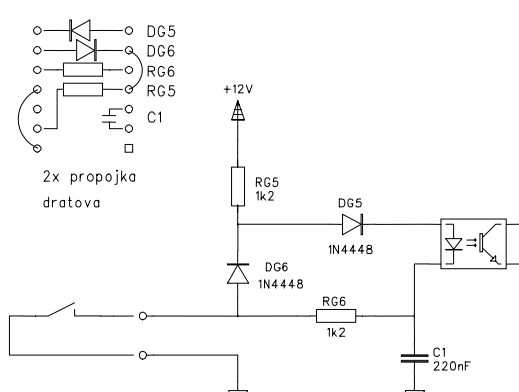 DG5
DG6
RG6
RG5
C1
2x propojka
dratova
+12V
RG5
1k2
DG5
1N4448
DG6
1N4448
RG6
1k2
C1
220nF